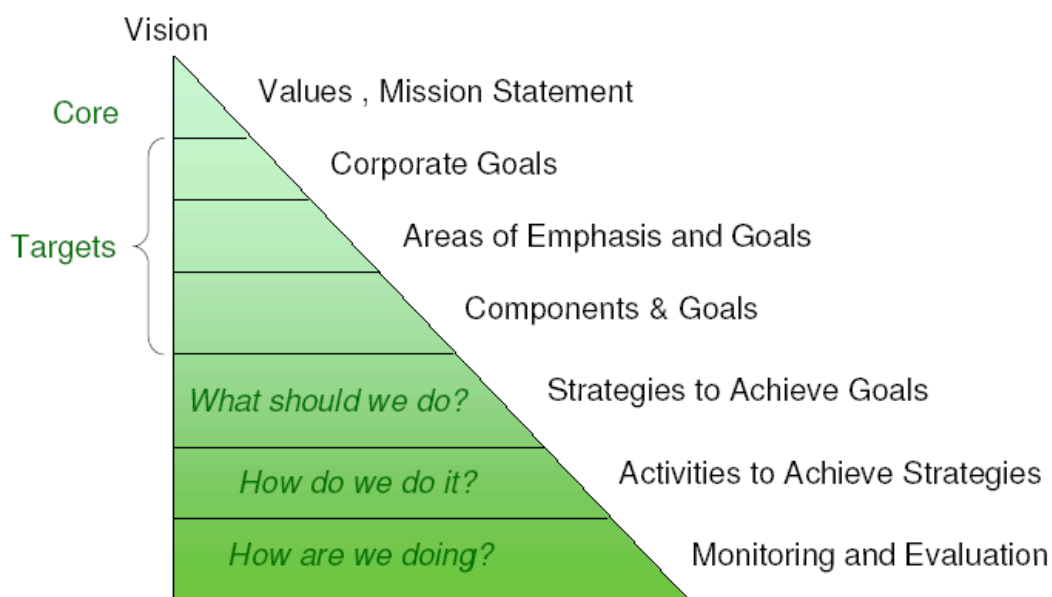 Vision
Values , Mission Statement
Core
Corporate Goals
Targets
Areas of Emphasis and Goals
Components & Goals
What should we do?
Strategies to Achieve Goals
How do we do it?
Activities to Achieve Strategies
How are we doing?
Monitoring and Evaluation